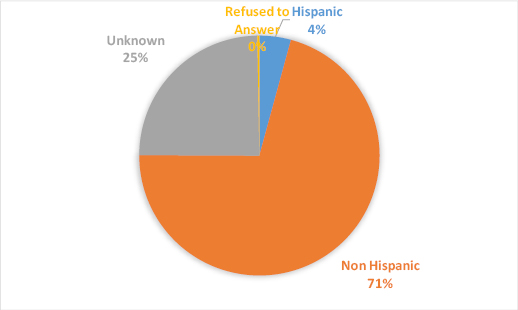 Refused to
Answer
0%
Hispanic
4%
Unknown
25%
Non Hispanic
71%